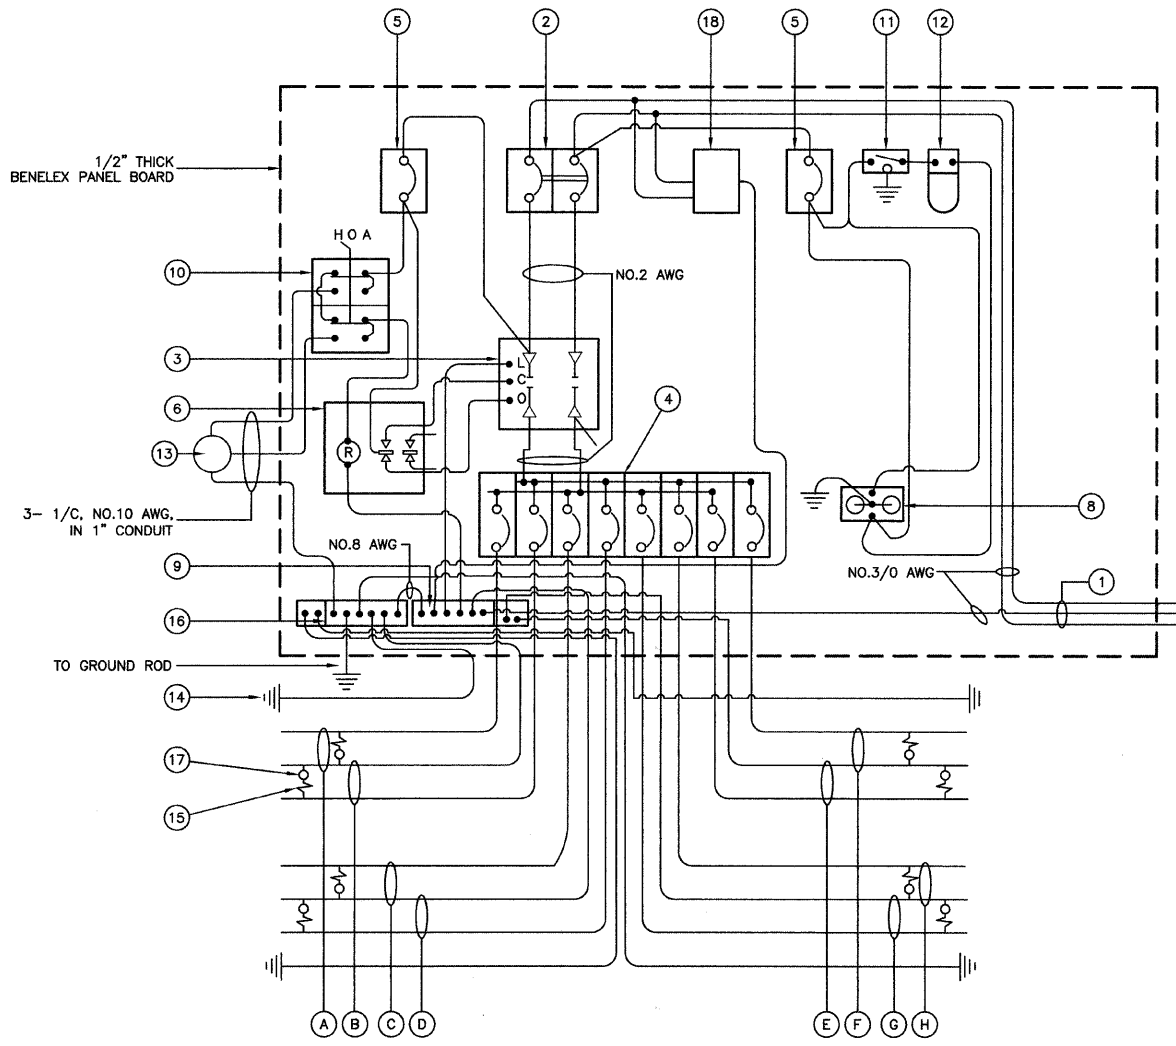 5
2
18
5
11
12
1/2" THICK
BENELEX PANEL BOARD
H O A
10
NO.2 AWG
3
L
C
O
6
4
13
R
3- 1/C, NO.10 AWG,
IN 1" CONDUIT
8
NO.8 AWG
9
NO.3/0 AWG
1
16
TO GROUND ROD
14
17
15
A
B
C
D
E
F
G
H